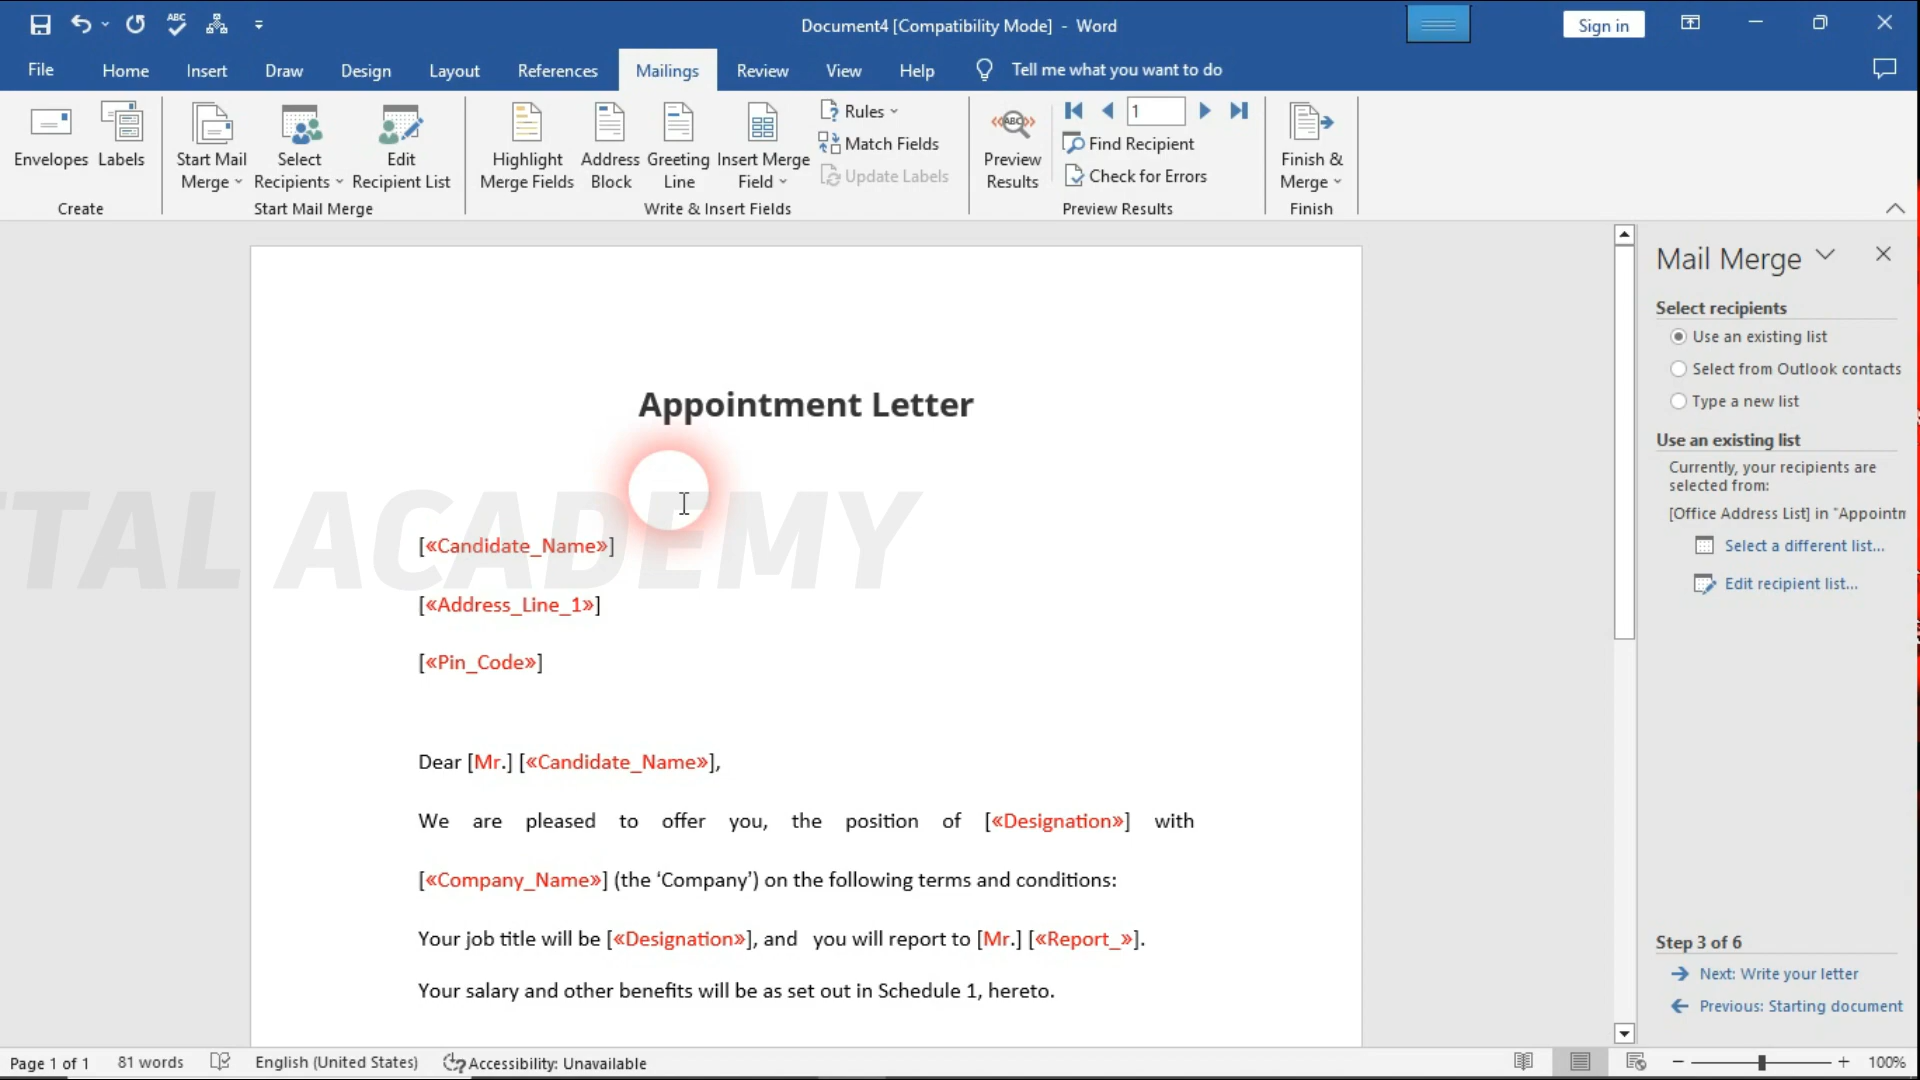 Document4 [Compatibility Mode] - Word
Sign in
File Home Insert Draw Design Layout References Mailings Review View Help Tell me what you want to do
Envelopes
Labels
Create
Start Mail
Merge
Select
Recipients
Edit
Recipient List
Start Mail Merge
Highlight
Merge Fields
Address
Block
Greeting
Line
Insert Merge
Field
Rules
Match Fields
Update Labels
Write & Insert Fields
ABC
Preview
Results
1
Find Recipient
Check for Errors
Preview Results
Finish &
Merge
Finish
Appointment Letter
TAL ACADEMY
[«Candidate_Name»]
[«Address_Line_1»]
[«Pin_Code»]
Dear [Mr.] [«Candidate_Name»],
We are pleased to offer you, the position of [«Designation»] with
[«Company_Name»] (the ‘Company’) on the following terms and conditions:
Your job title will be [«Designation»], and you will report to [Mr.] [«Report_»].
Your salary and other benefits will be as set out in Schedule 1, hereto.
Mail Merge
Select recipients
Use an existing list
Select from Outlook contacts
Type a new list
Use an existing list
Currently, your recipients are
selected from:
[Office Address List] in "Appointm
Select a different list...
Edit recipient list...
Step 3 of 6
Next: Write your letter
Previous: Starting document
Page 1 of 1 81 words English (United States) Accessibility: Unavailable 100%